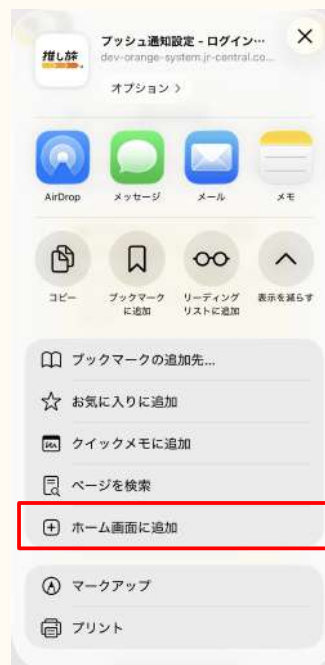 推し旅
プッシュ通知設定 - ログイン…
dev-orange-system.jr-central.co...
オプション >
AirDrop
メッセージ
メール
メモ
コピー
ブックマーク
に追加
リーディング
リストに追加
表示を減らす
ブックマークの追加先...
お気に入りに追加
クイックメモに追加
ページを検索
ホーム画面に追加
マークアップ
プリント